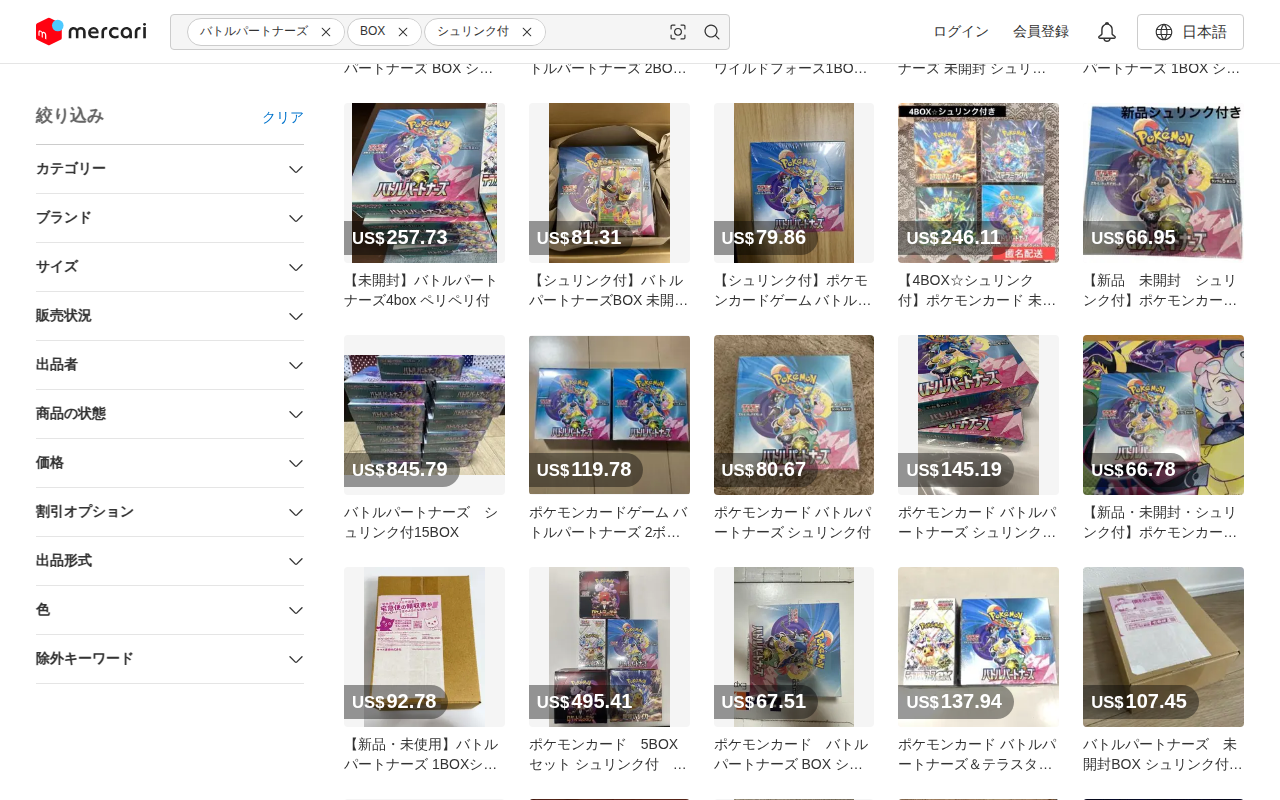 mercari
バトルパートナーズ
BOX
シュリンク付
ログイン
会員登録
日本語
パートナーズ BOX シ…
トルパートナーズ 2BO…
ワイルドフォース1BO…
ナーズ 未開封 シュリ…
パートナーズ 1BOX シ…
絞り込み
クリア
カテゴリー
ブランド
サイズ
販売状況
出品者
商品の状態
価格
割引オプション
出品形式
色
除外キーワード
US$257.73
【未開封】バトルパート
ナーズ4box ペリペリ付
US$81.31
【シュリンク付】バトル
パートナーズBOX 未開…
US$79.86
【シュリンク付】ポケモ
ンカードゲーム バトル…
4BOX☆シュリンク付
匿名配送
US$246.11
【4BOX☆シュリンク
付】ポケモンカード 未…
新品シュリンク付き
US$66.95
【新品　未開封　シュリ
ンク付】ポケモンカー…
US$845.79
バトルパートナーズ　シ
ュリンク付15BOX
US$119.78
ポケモンカードゲーム バ
トルパートナーズ 2ボ…
US$80.67
ポケモンカード バトルパ
ートナーズ シュリンク付
US$145.19
ポケモンカード バトルパ
ートナーズ シュリンク…
US$66.78
【新品・未開封・シュリ
ンク付】ポケモンカー…
US$92.78
【新品・未使用】バトル
パートナーズ 1BOXシ…
US$495.41
ポケモンカード　5BOX
セット シュリンク付　…
US$67.51
ポケモンカード　バトル
パートナーズ BOX シ…
US$137.94
ポケモンカード バトルパ
ートナーズ＆テラスタ…
US$107.45
バトルパートナーズ　未
開封BOX シュリンク付…